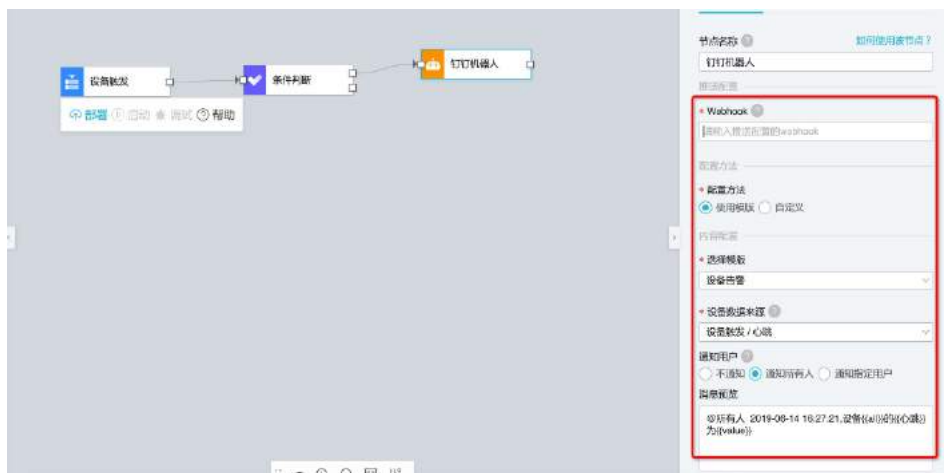 设备触发
条件判断
钉钉机器人
部署 启动 调试 帮助
节点名称
如何使用该节点？
钉钉机器人
推送配置
* Webhook
请输入推送配置的webhook
配置方法
* 配置方法
使用模版 自定义
内容配置
* 选择模版
设备告警
* 设备数据来源
设备触发 / 心跳
通知用户
不通知 通知所有人 通知指定用户
消息预览
@所有人 2019-06-14 16:27:21,设备{{all}}的{{心跳}}
为{{value}}